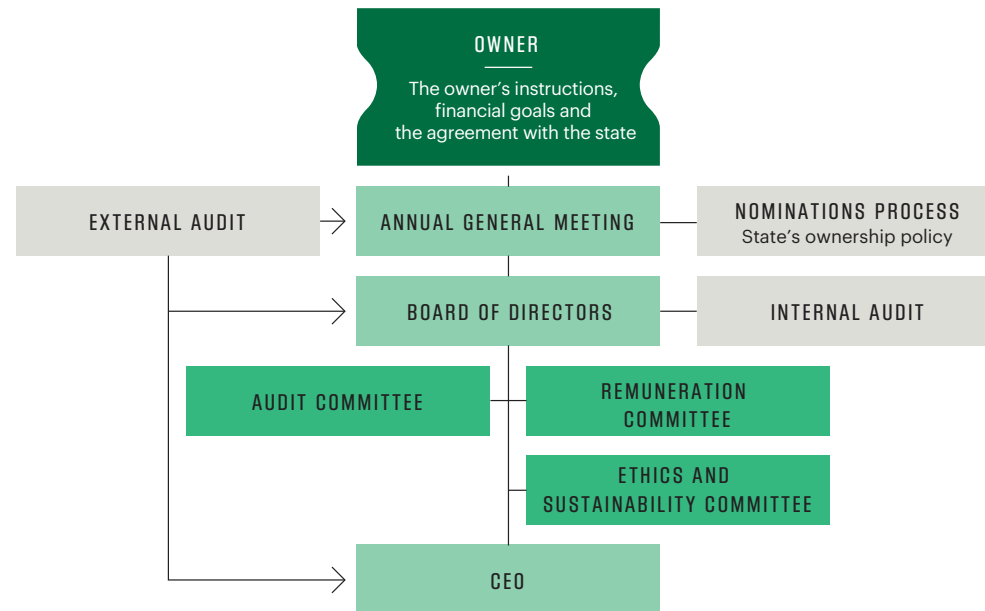 OWNER
The owner's instructions,
financial goals and
the agreement with the state
EXTERNAL AUDIT
ANNUAL GENERAL MEETING
NOMINATIONS PROCESS
State's ownership policy
BOARD OF DIRECTORS
INTERNAL AUDIT
AUDIT COMMITTEE
REMUNERATION
COMMITTEE
ETHICS AND
SUSTAINABILITY COMMITTEE
CEO